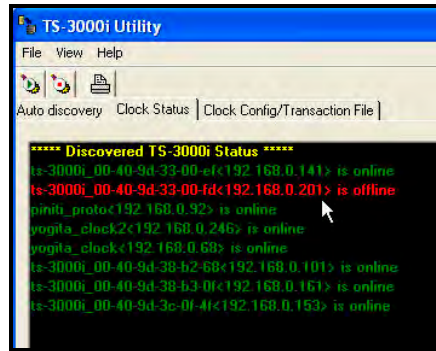 TS-3000i Utility
File View Help
Auto discovery Clock Status Clock Config/Transaction File
***** Discovered TS-3000i Status *****
ts-3000i_00-40-9d-33-00-ef<192.168.0.141> is online
ts-3000i_00-40-9d-33-00-fd<192.168.0.201> is offline
piniti_proto<192.168.0.92> is online
yogita_clock2<192.168.0.246> is online
yogita_clock<192.168.0.68> is online
ts-3000i_00-40-9d-38-b2-68<192.168.0.101> is online
ts-3000i_00-40-9d-38-b3-0f<192.168.0.161> is online
ts-3000i_00-40-9d-3c-0f-4f<192.168.0.153> is online